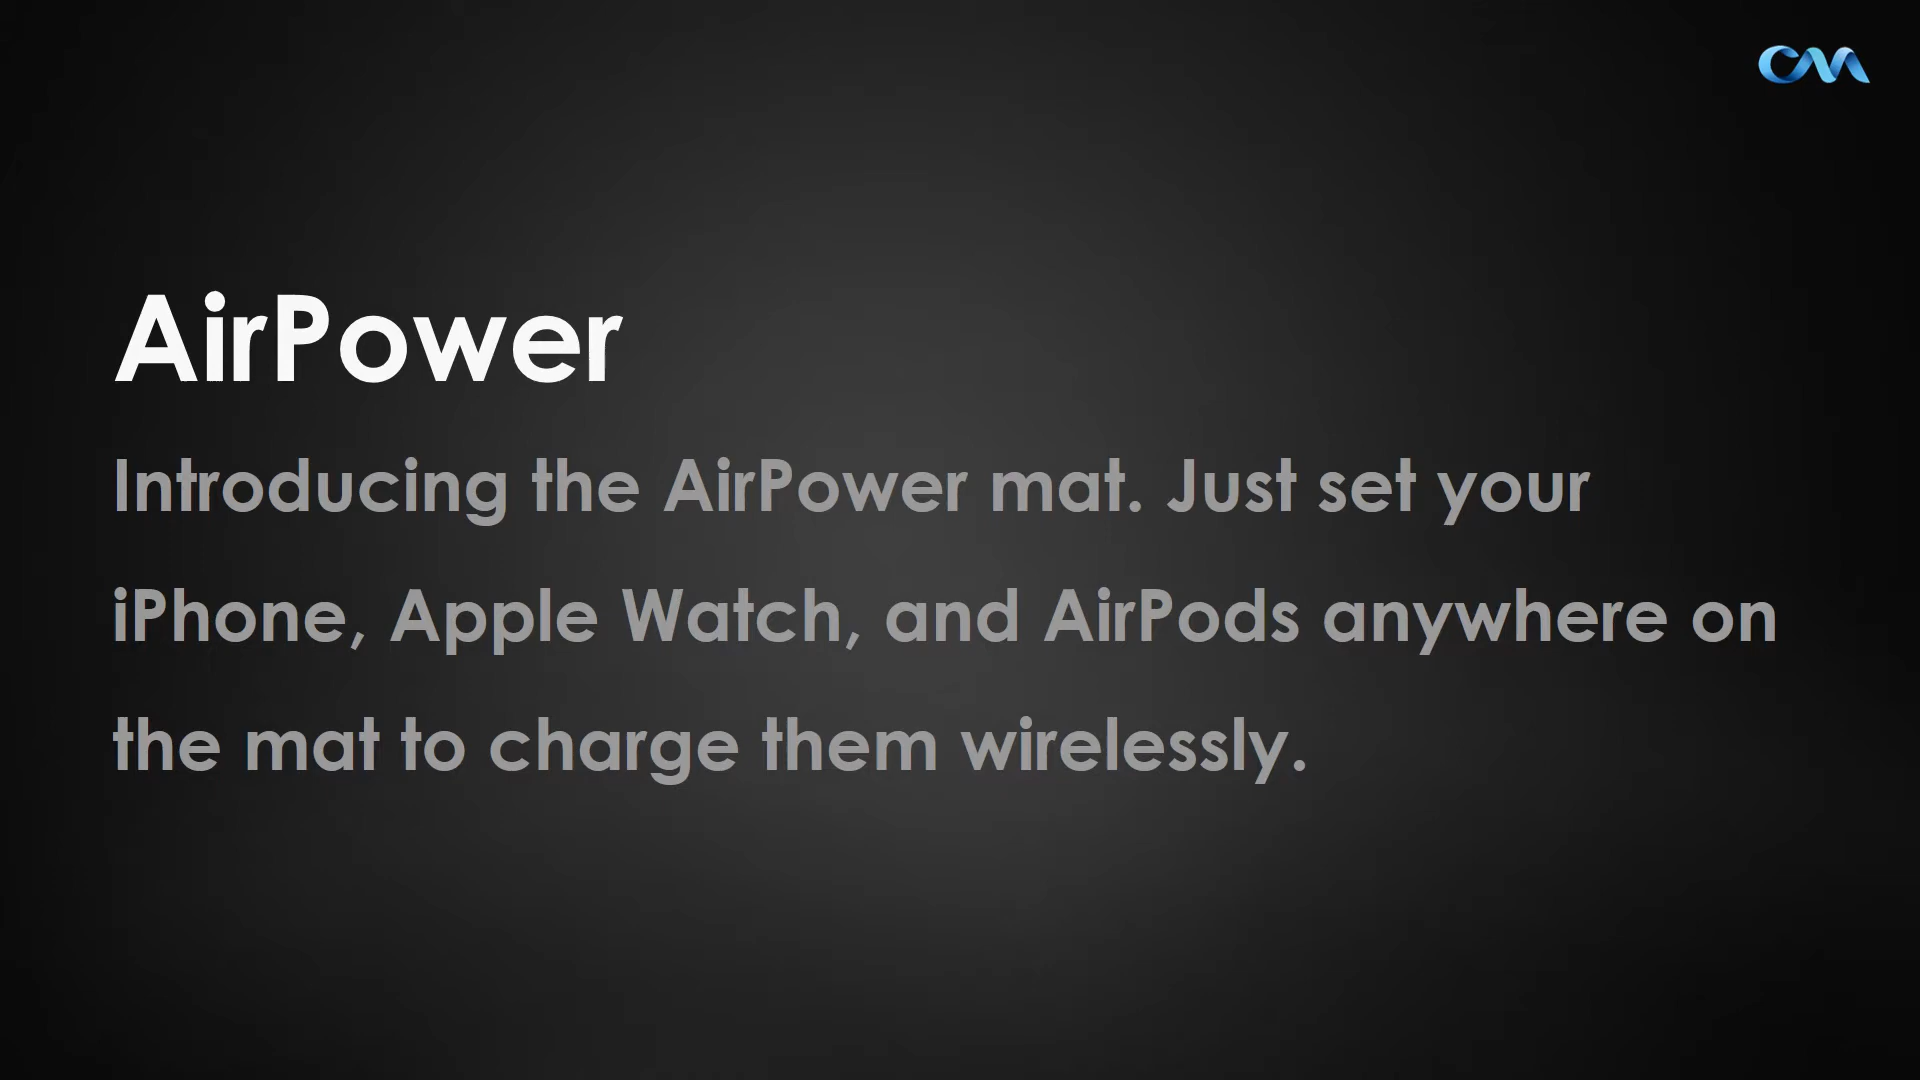 CM
AirPower
Introducing the AirPower mat. Just set your
iPhone, Apple Watch, and AirPods anywhere on
the mat to charge them wirelessly.